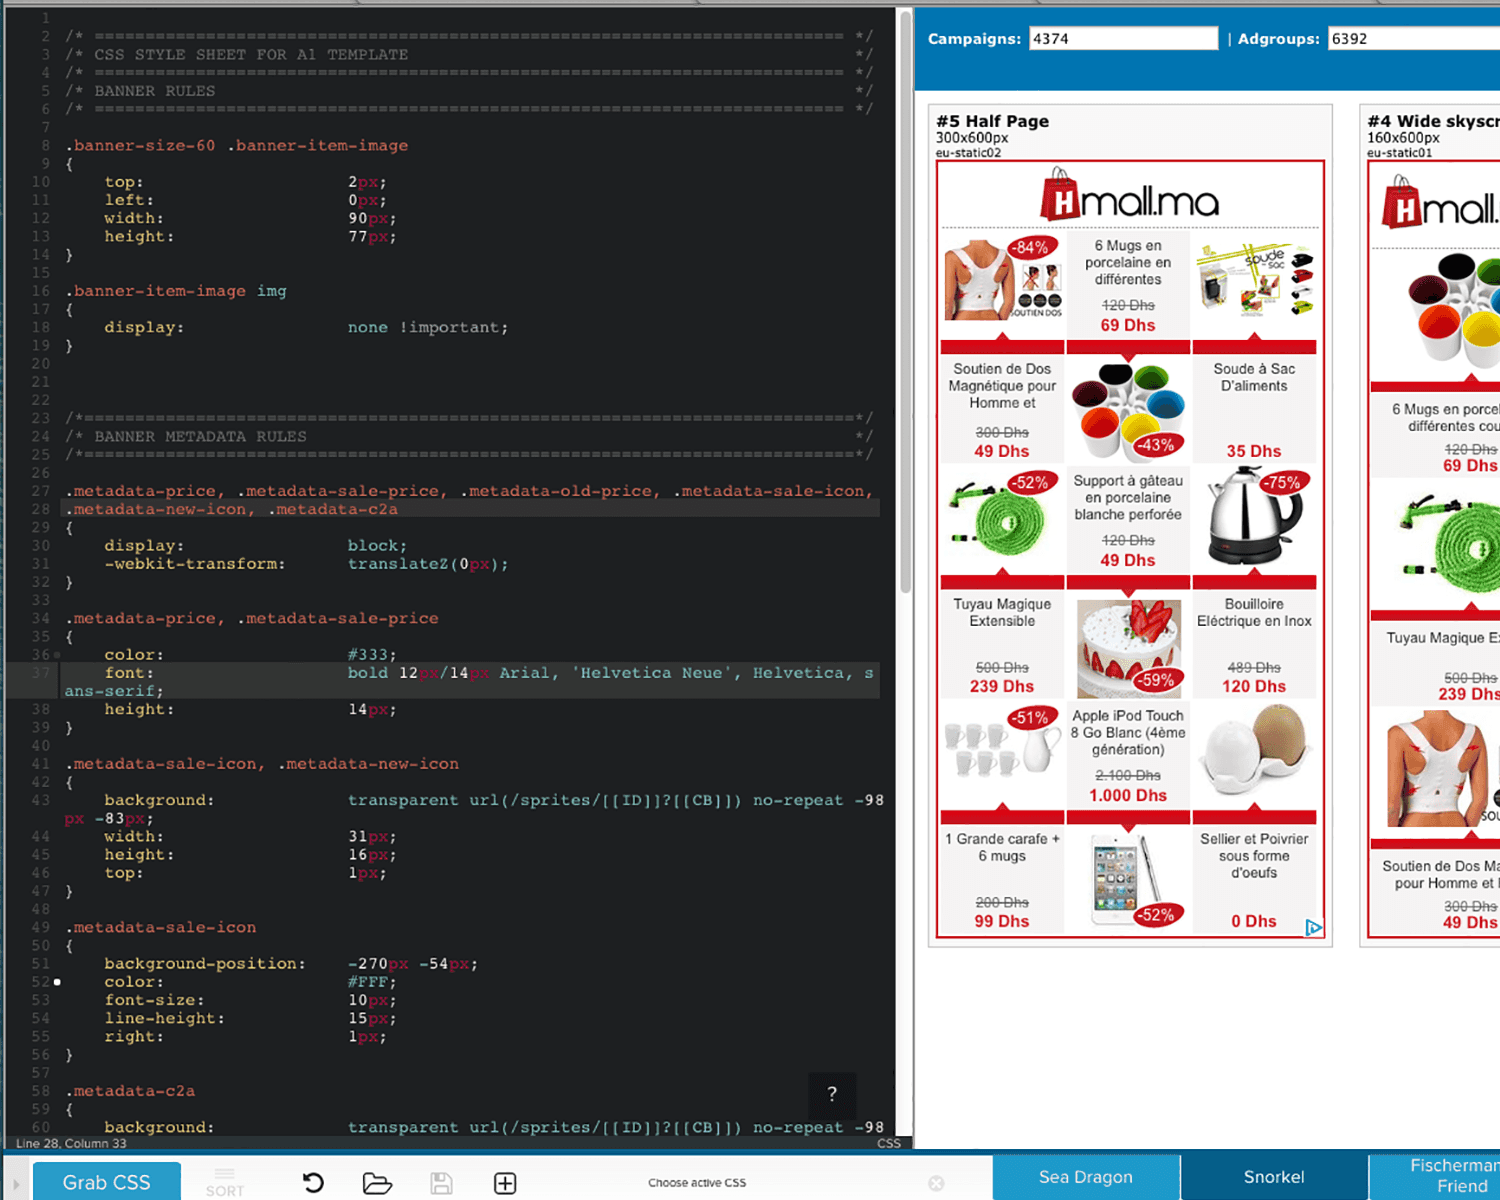 1
2 /* ========================================================================== */
3 /* CSS STYLE SHEET FOR A1 TEMPLATE */
4 /* ========================================================================== */
5 /* BANNER RULES */
6 /* ========================================================================== */
7
8 .banner-size-60 .banner-item-image
9 {
10 top: 2px;
11 left: 0px;
12 width: 90px;
13 height: 77px;
14 }
15
16 .banner-item-image img
17 {
18 display: none !important;
19 }
20
21
22
23 /*============================================================================*/
24 /* BANNER METADATA RULES */
25 /*============================================================================*/
26
27 .metadata-price, .metadata-sale-price, .metadata-old-price, .metadata-sale-icon,
28 .metadata-new-icon, .metadata-c2a
29 {
30 display: block;
31 -webkit-transform: translateZ(0px);
32 }
33
34 .metadata-price, .metadata-sale-price
35 {
36 color: #333;
37 font: bold 12px/14px Arial, 'Helvetica Neue', Helvetica, s
ans-serif;
38 height: 14px;
39 }
40
41 .metadata-sale-icon, .metadata-new-icon
42 {
43 background: transparent url(/sprites/[[ID]]?[[CB]]) no-repeat -98
px -83px;
44 width: 31px;
45 height: 16px;
46 top: 1px;
47 }
48
49 .metadata-sale-icon
50 {
51 background-position: -270px -54px;
52 color: #FFF;
53 font-size: 10px;
54 line-height: 15px;
55 right: 1px;
56 }
57
58 .metadata-c2a
59 {
60 background: transparent url(/sprites/[[ID]]?[[CB]]) no-repeat -98
?
Line 28, Column 33
CSS
Grab CSS
SORT
Choose active CSS
Sea Dragon
Snorkel
Fischerman
Friend
Campaigns: 4374 | Adgroups: 6392
#5 Half Page
300x600px
eu-static02
Hmall.ma
-84%
SOUTIEN DOS
6 Mugs en
porcelaine en
différentes
120 Dhs
69 Dhs
soude
sac
Soutien de Dos
Magnétique pour
Homme et
300 Dhs
49 Dhs
-43%
Soude à Sac
D'aliments
35 Dhs
-52%
Support à gâteau
en porcelaine
blanche perforée
120 Dhs
49 Dhs
-75%
Tuyau Magique
Extensible
500 Dhs
239 Dhs
-59%
Bouilloire
Eléctrique en Inox
489 Dhs
120 Dhs
-51%
Apple iPod Touch
8 Go Blanc (4ème
génération)
2.100 Dhs
1.000 Dhs
1 Grande carafe +
6 mugs
200 Dhs
99 Dhs
-52%
Sellier et Poivrier
sous forme
d'oeufs
0 Dhs
#4 Wide skyscr
160x600px
eu-static01
Hmall.
6 Mugs en porcel
différentes cou
120 Dhs
69 Dhs
Tuyau Magique E
500 Dhs
239 Dhs
SOU
Soutien de Dos Ma
pour Homme et
300 Dhs
49 Dhs